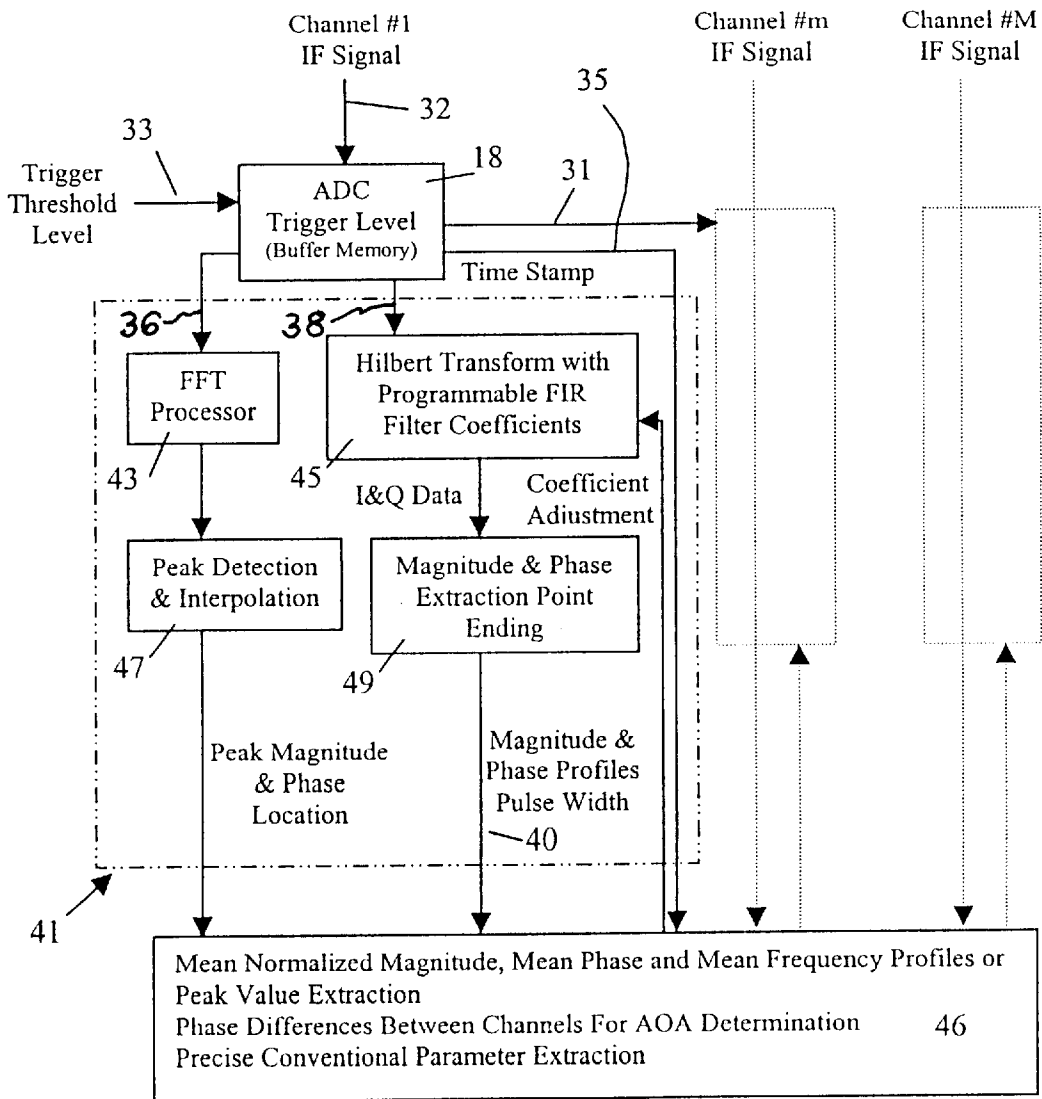 Channel #1
IF Signal
Channel #m
IF Signal
Channel #M
IF Signal
32
35
33
18
31
Trigger
Threshold
Level
ADC
Trigger Level
(Buffer Memory)
Time Stamp
36
38
FFT
Processor
43
Hilbert Transform with
Programmable FIR
Filter Coefficients
45
I&Q Data
Coefficient
Adjustment
Peak Detection
& Interpolation
47
Magnitude & Phase
Extraction Point
Ending
49
Peak Magnitude
& Phase
Location
Magnitude &
Phase Profiles
Pulse Width
40
41
Mean Normalized Magnitude, Mean Phase and Mean Frequency Profiles or
Peak Value Extraction
Phase Differences Between Channels For AOA Determination
Precise Conventional Parameter Extraction
46